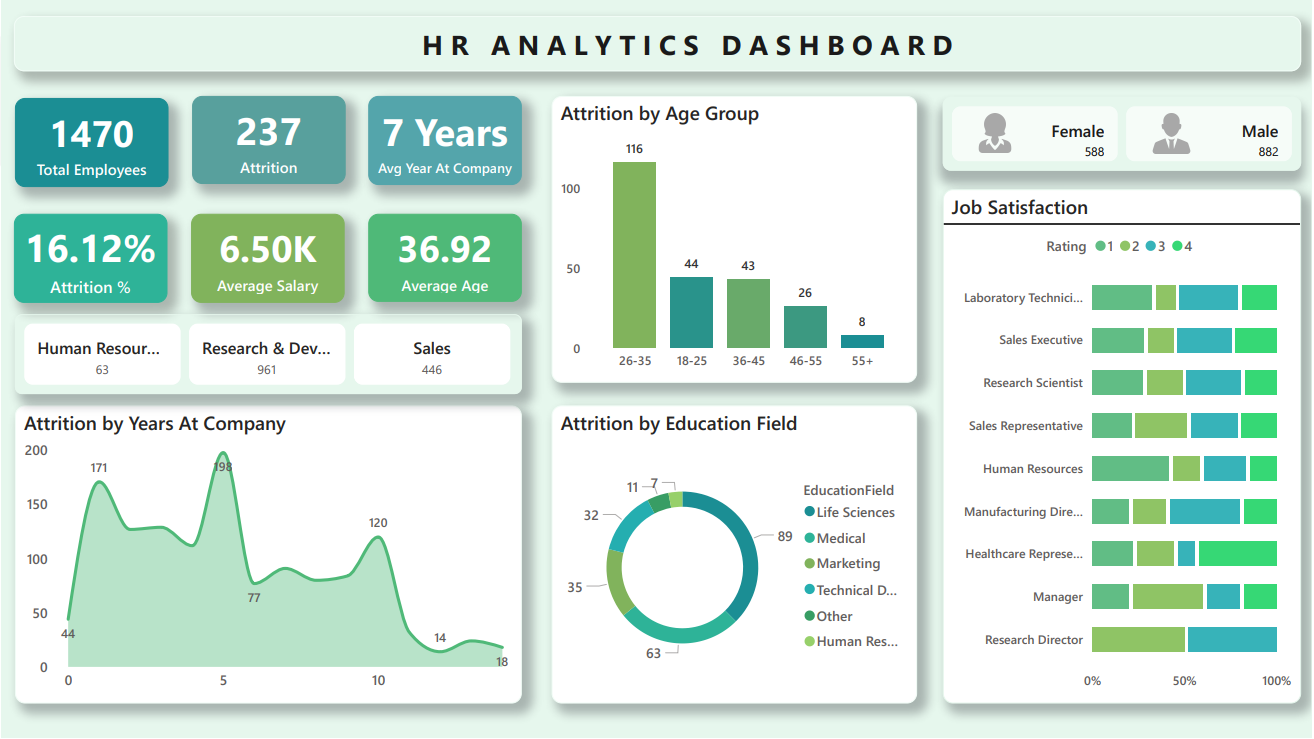 HR ANALYTICS DASHBOARD
1470
Total Employees
237
Attrition
7 Years
Avg Year At Company
16.12%
Attrition %
6.50K
Average Salary
36.92
Average Age
Human Resour...
63
Research & Dev...
961
Sales
446
Attrition by Years At Company
200
150
100
50
0
171
198
120
77
44
14
18
0 5 10
Attrition by Age Group
100
50
0
116
44
43
26
8
26-35 18-25 36-45 46-55 55+
Attrition by Education Field
11 7
32
89
35
63
EducationField
Life Sciences
Medical
Marketing
Technical D...
Other
Human Res...
Female
588
Male
882
Job Satisfaction
Rating 1 2 3 4
Laboratory Technici...
Sales Executive
Research Scientist
Sales Representative
Human Resources
Manufacturing Dire...
Healthcare Represe...
Manager
Research Director
0% 50% 100%